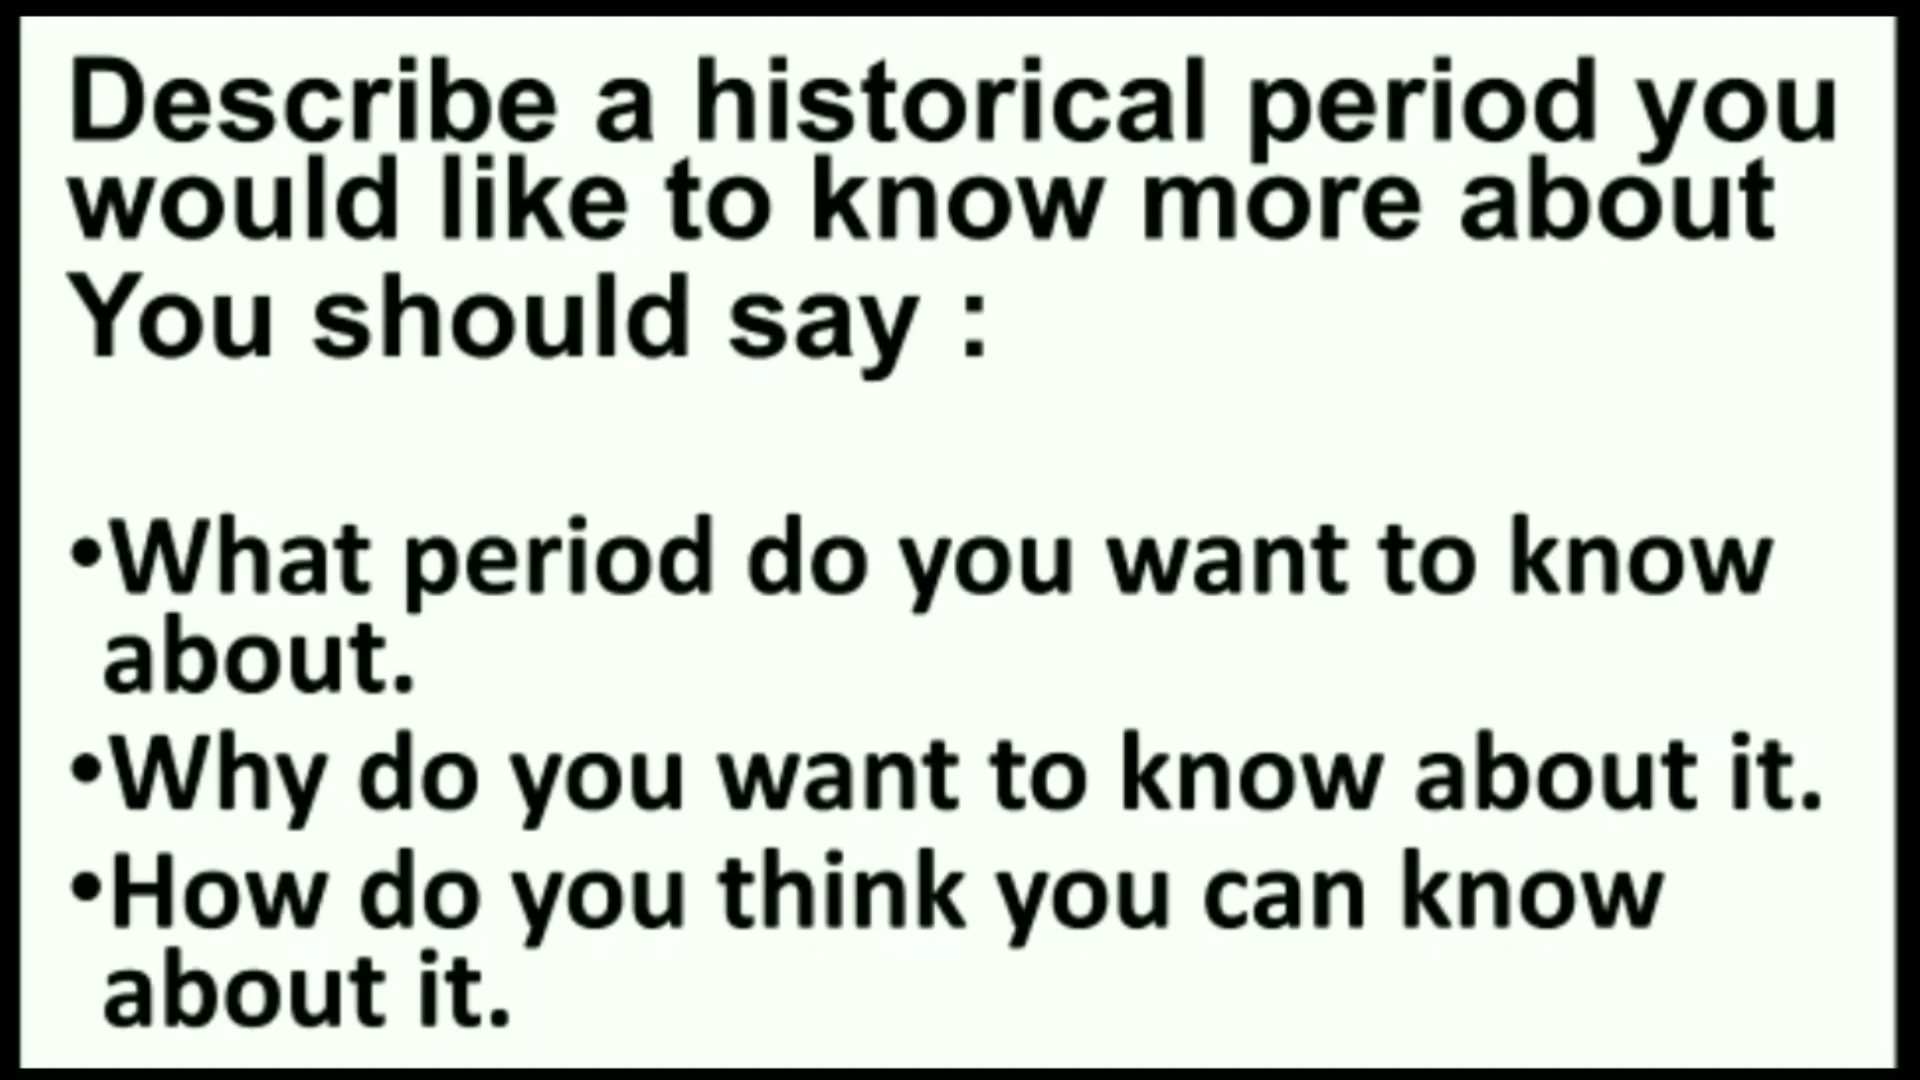 Describe a historical period you
would like to know more about
You should say :
•What period do you want to know
about.
•Why do you want to know about it.
•How do you think you can know
about it.